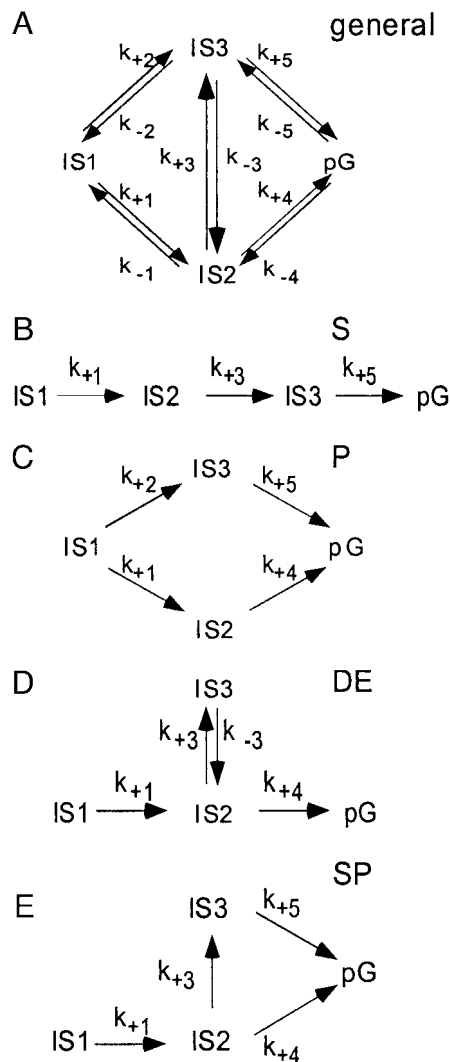 A general
IS3
k+2 k+5
k-2 k-5
IS1 k+3 k-3 pG
k+1 k+4
k-1 k-4
IS2
B S
IS1 k+1 IS2 k+3 IS3 k+5 pG
C P
IS3
k+2 k+5
IS1 pG
k+1 k+4
IS2
D DE
IS3
k+3 k-3
k+1 k+4
IS1 IS2 pG
SP
E
IS3 k+5
k+3 pG
k+1
IS1 IS2 k+4